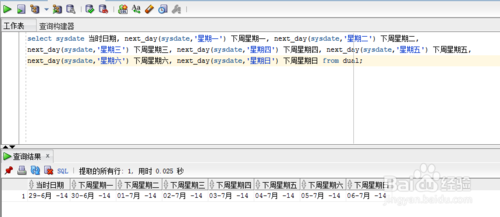 工作表 查询构建器
select sysdate 当时日期, next_day(sysdate,'星期一') 下周星期一, next_day(sysdate,'星期二') 下周星期二,
next_day(sysdate,'星期三') 下周星期三, next_day(sysdate,'星期四') 下周星期四, next_day(sysdate,'星期五') 下周星期五,
next_day(sysdate,'星期六') 下周星期六, next_day(sysdate,'星期日') 下周星期日 from dual;
查询结果 ×
SQL | 提取的所有行: 1, 用时 0.025 秒
当时日期 下周星期一 下周星期二 下周星期三 下周星期四 下周星期五 下周星期六 下周星期日
1 29-6月 -14 30-6月 -14 01-7月 -14 02-7月 -14 03-7月 -14 04-7月 -14 05-7月 -14 06-7月 -14
Baidu 经验
jingyan.baidu.com